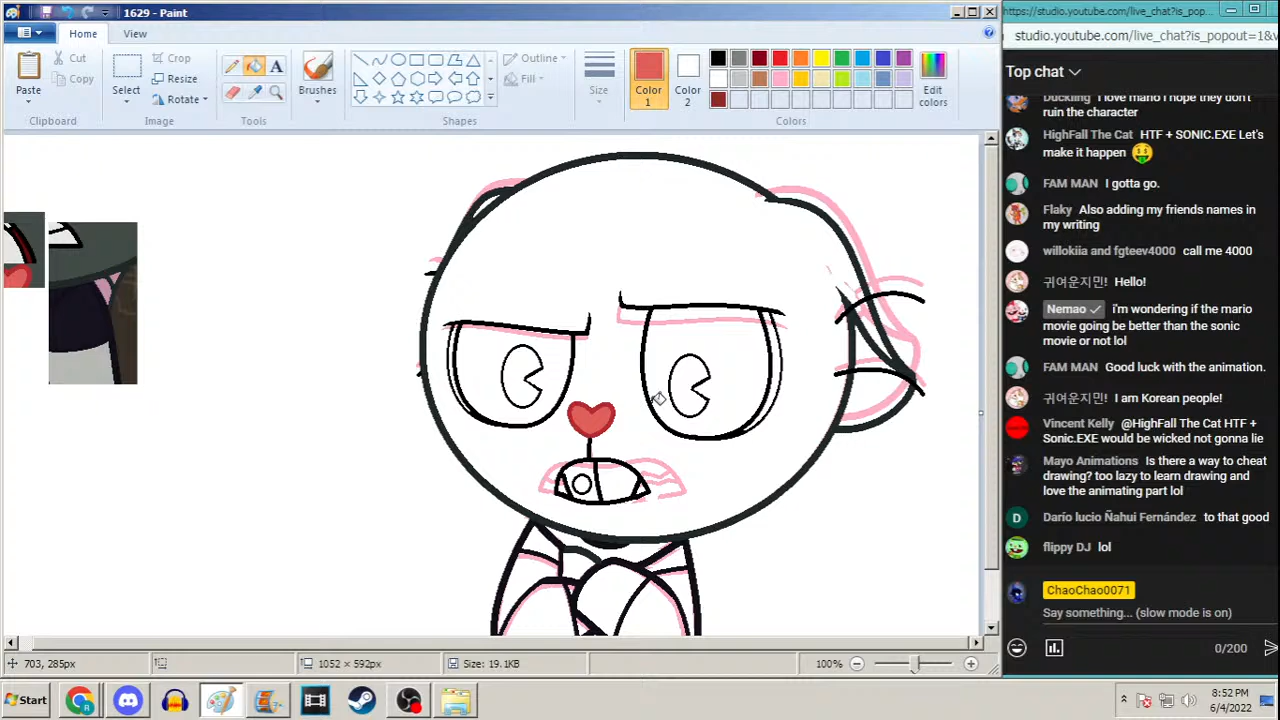 1629 - Paint
https://studio.youtube.com/live_chat?is_pop...
studio.youtube.com/live_chat?is_popout=1&v
Home
View
Paste
Cut
Copy
Clipboard
Select
Crop
Resize
Rotate
Image
A
Tools
Brushes
Outline
Fill
Shapes
Size
Color
1
Color
2
Edit
colors
Colors
Top chat
Duckling I love mario I hope they don't
ruin the character
HighFall The Cat HTF + SONIC.EXE Let's
make it happen
FAM MAN I gotta go.
Flaky Also adding my friends names in
my writing
willokiia and fgteev4000 call me 4000
귀여운지민! Hello!
Nemao i'm wondering if the mario
movie going be better than the sonic
movie or not lol
FAM MAN Good luck with the animation.
귀여운지민! I am Korean people!
Vincent Kelly @HighFall The Cat HTF +
Sonic.EXE would be wicked not gonna
lie
Mayo Animations Is there a way to cheat
drawing? too lazy to learn drawing and
love the animating part lol
D Darío lucio Ñahui Fernández to that good
flippy DJ lol
ChaoChao0071
Say something... (slow mode is on)
0/200
703, 285px
1052 × 592px
Size: 19.1KB
100%
Start
8:52 PM
6/4/2022